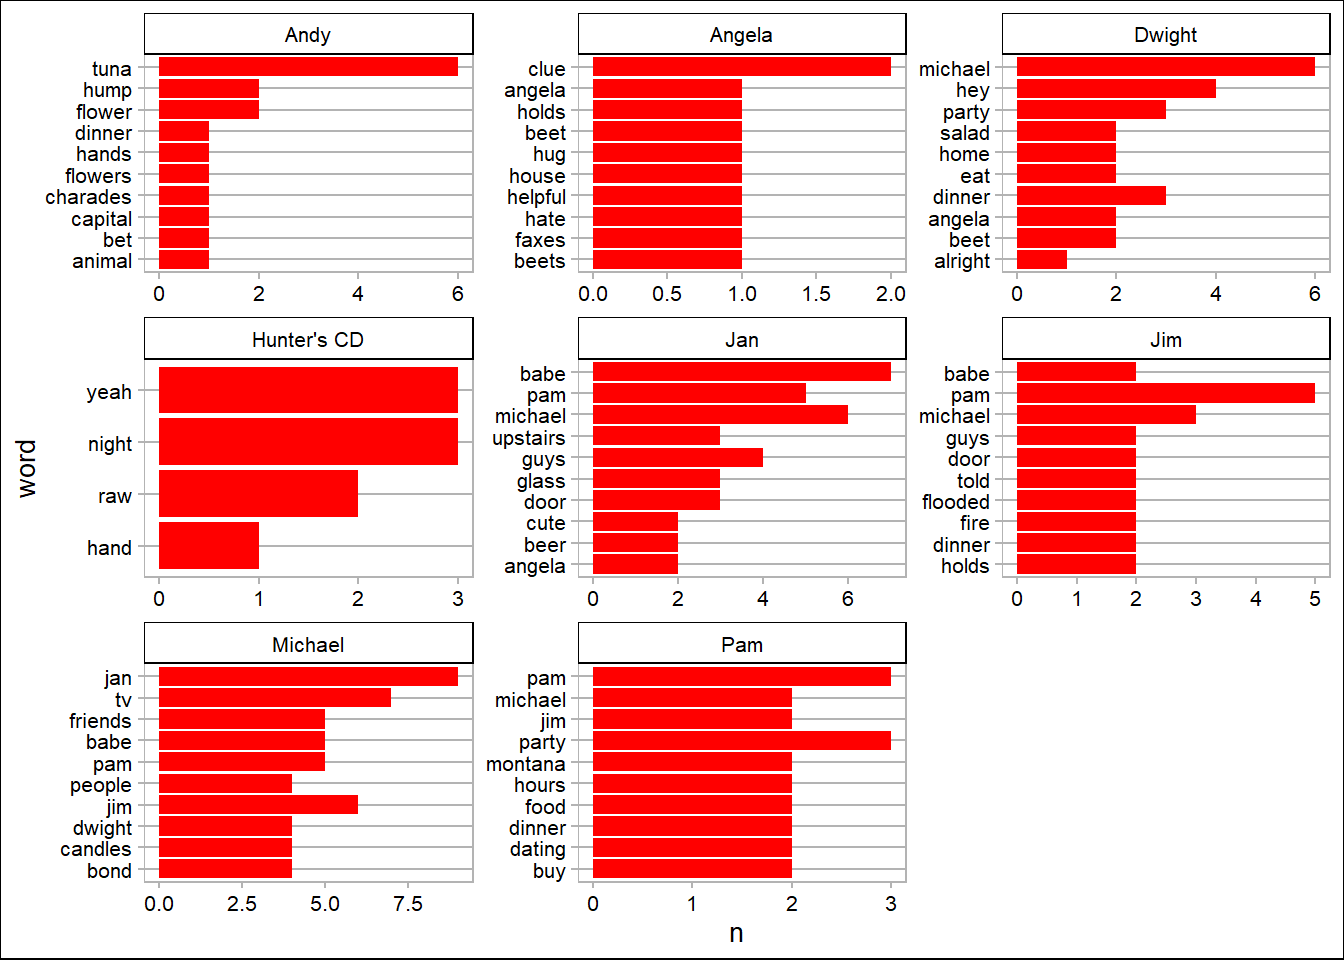 Andy
tuna
hump
flower
dinner
hands
flowers
charades
capital
bet
animal
0 2 4 6
Angela
clue
angela
holds
beet
hug
house
helpful
hate
faxes
beets
0.0 0.5 1.0 1.5 2.0
Dwight
michael
hey
party
salad
home
eat
dinner
angela
beet
alright
0 2 4 6
Hunter's CD
yeah
night
raw
hand
0 1 2 3
Jan
babe
pam
michael
upstairs
guys
glass
door
cute
beer
angela
0 2 4 6
Jim
babe
pam
michael
guys
door
told
flooded
fire
dinner
holds
0 1 2 3 4 5
Michael
jan
tv
friends
babe
pam
people
jim
dwight
candles
bond
0.0 2.5 5.0 7.5
Pam
pam
michael
jim
party
montana
hours
food
dinner
dating
buy
0 1 2 3
word
n